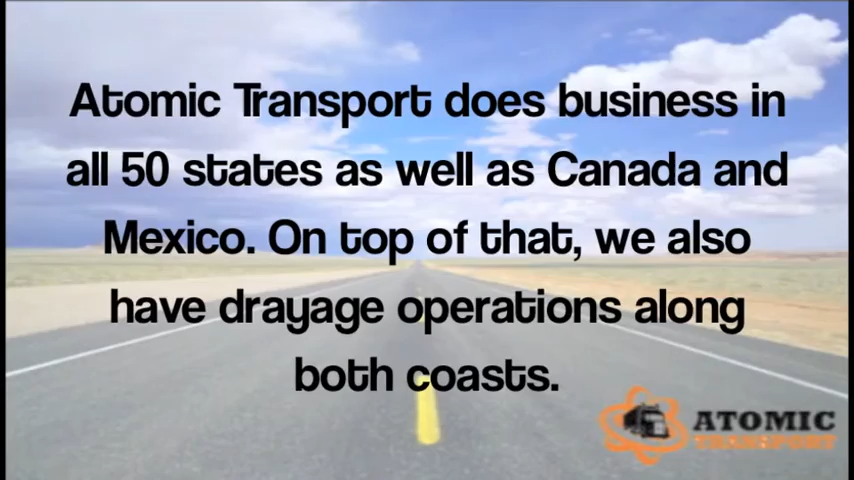 Atomic Transport does business in
all 50 states as well as Canada and
Mexico. On top of that, we also
have drayage operations along
both coasts.
ATOMIC
TRANSPORT